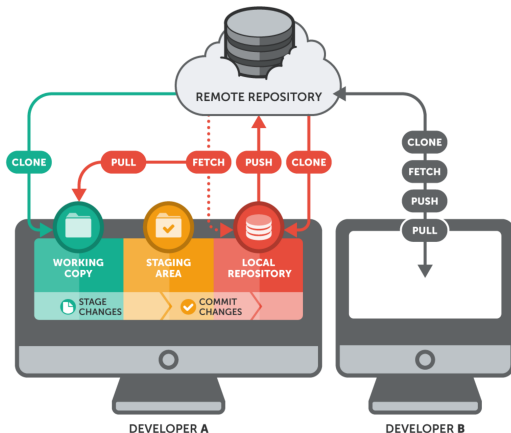 REMOTE REPOSITORY
CLONE
PULL
FETCH
PUSH
CLONE
CLONE
FETCH
PUSH
PULL
WORKING
COPY
STAGING
AREA
LOCAL
REPOSITORY
STAGE
CHANGES
COMMIT
CHANGES
DEVELOPER A
DEVELOPER B